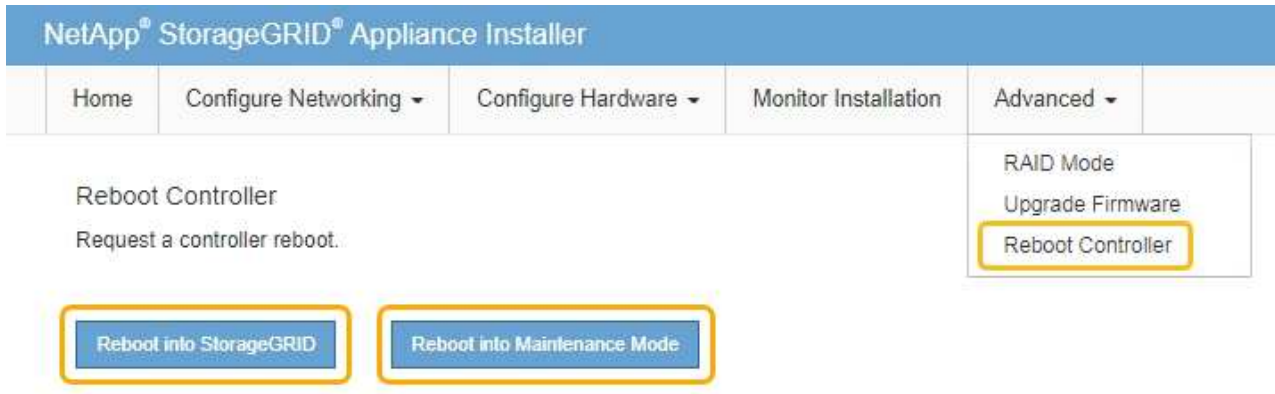 NetApp® StorageGRID® Appliance Installer
Home Configure Networking Configure Hardware Monitor Installation Advanced
RAID Mode
Upgrade Firmware
Reboot Controller
Reboot Controller
Request a controller reboot.
Reboot into StorageGRID Reboot into Maintenance Mode